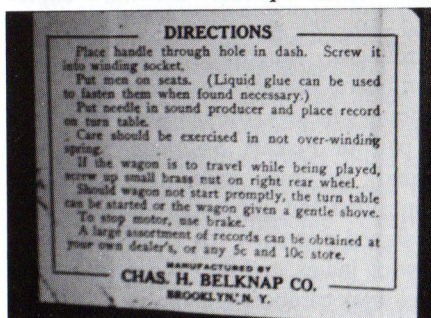 DIRECTIONS
Place handle through hole in dash. Screw it
into winding socket.
Put men on seats. (Liquid glue can be used
to fasten them when found necessary.)
Put needle in sound producer and place record
on turn table.
Care should be exercised in not over-winding
spring.
If the wagon is to travel while being played,
screw up small brass nut on right rear wheel.
Should wagon not start promptly, the turn table
can be started or the wagon given a gentle shove.
To stop motor, use brake.
A large assortment of records can be obtained at
your own dealer's, or any 5c and 10c store.
MANUFACTURED BY
CHAS. H. BELKNAP CO.
BROOKLYN, N. Y.